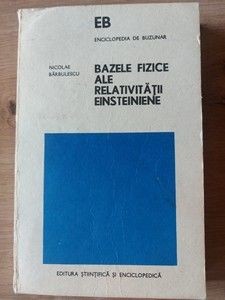 EB
ENCICLOPEDIA DE BUZUNAR
NICOLAE
BĂRBULESCU
BAZELE FIZICE
ALE
RELATIVITĂȚII
EINSTEINIENE
EDITURA ȘTIINȚIFICĂ ȘI ENCICLOPEDICĂ